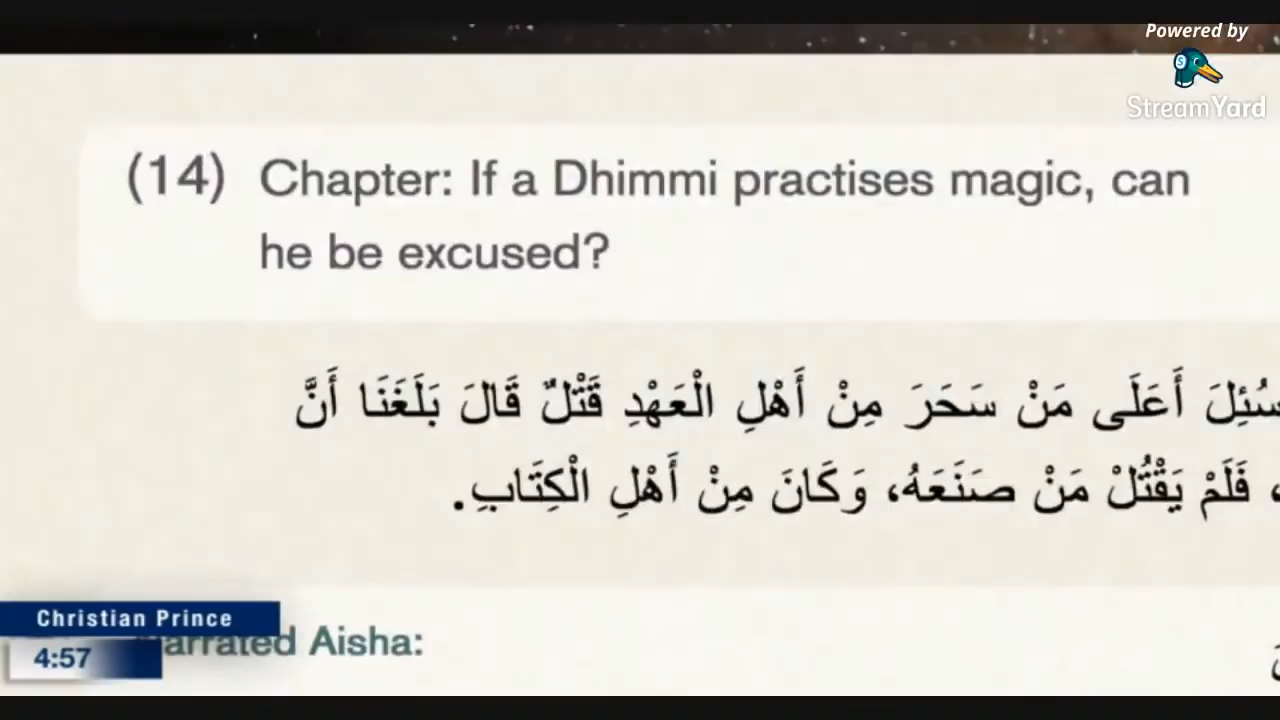 Powered by
StreamYard
(14) Chapter: If a Dhimmi practises magic, can
he be excused?
سُئِلَ أَعَلَى مَنْ سَحَرَ مِنْ أَهْلِ الْعَهْدِ قَتْلٌ قَالَ بَلَغَنَا أَنَّ
، فَلَمْ يَقْتُلْ مَنْ صَنَعَهُ، وَكَانَ مِنْ أَهْلِ الْكِتَابِ.
Christian Prince
Narrated Aisha:
4:57